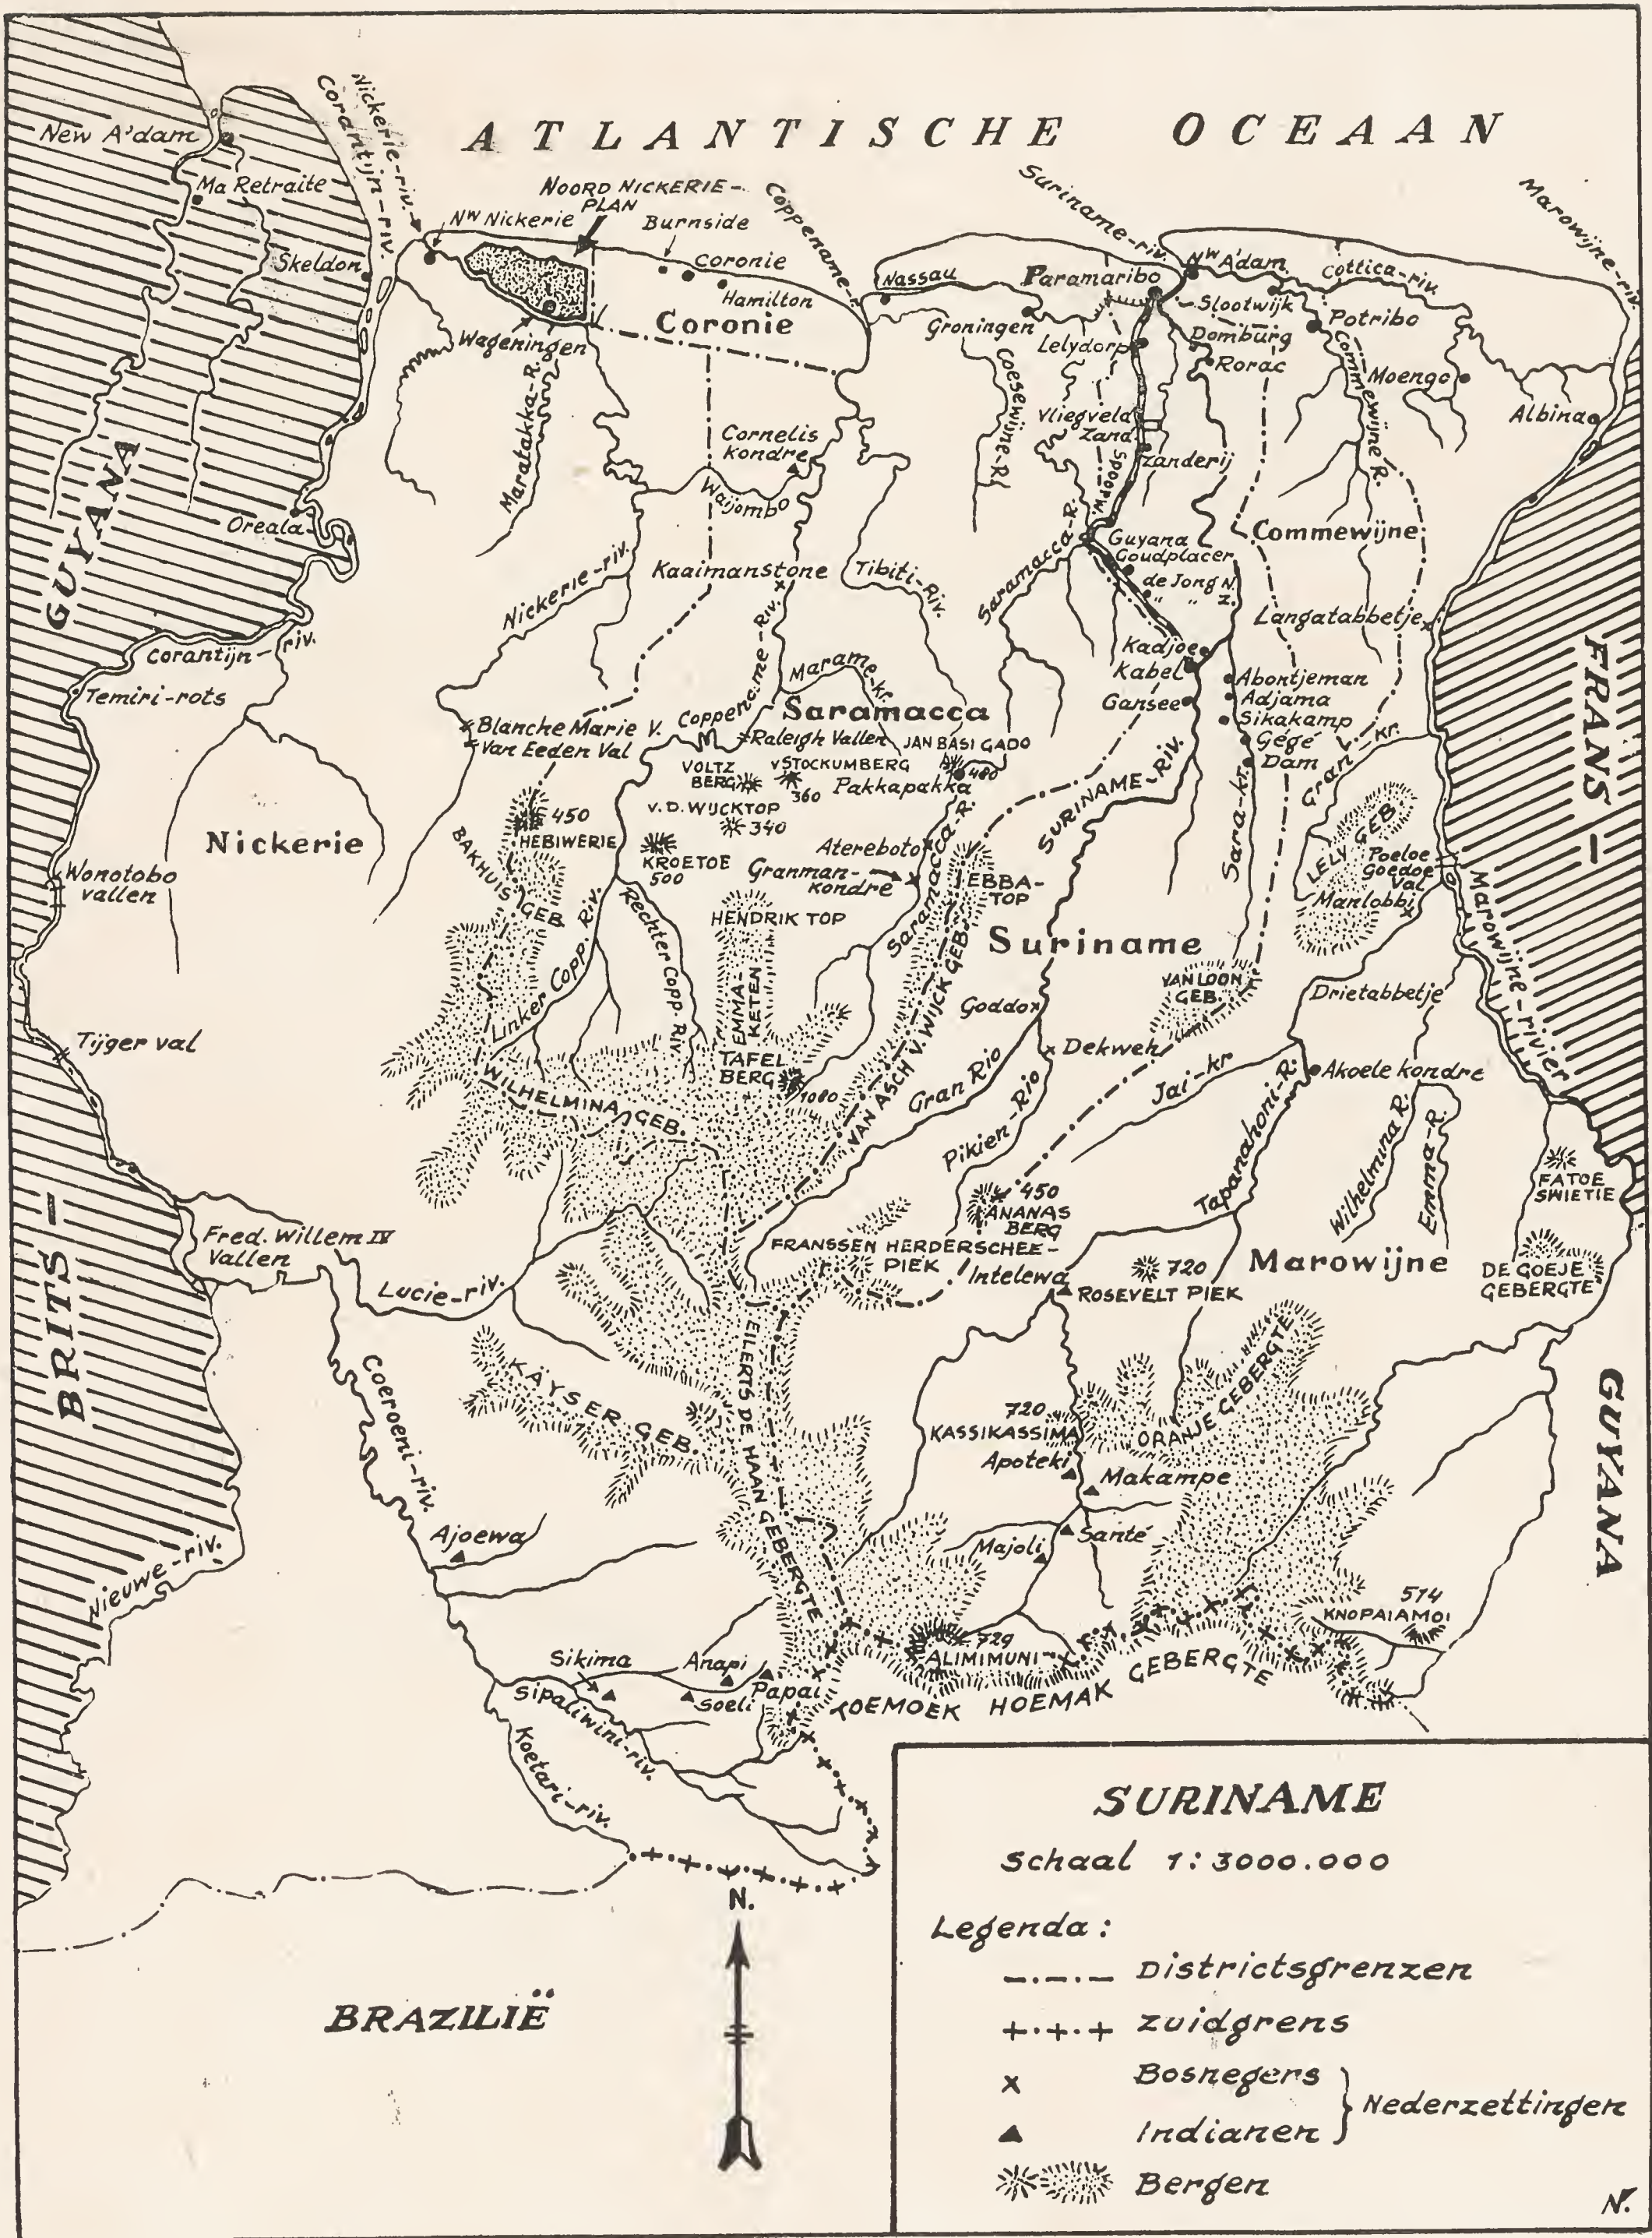 ATLANTISCHE OCEAAN
Nickerie-riv.
Corantijn-riv.
New A'dam
Ma Retraite
Skeldon
Nw Nickerie
NOORD NICKERIE-
PLAN
Burnside
Coronie
Hamilton
Coppename-r.
Suriname-riv.
Marowijne-riv.
Nassau
Paramaribo
Nw A'dam
Cottica-riv.
Slootwijk
Potribo
Groningen
Lelydorp
Domburg
Rorac
Commewijne R.
Moengo
Albina
Wageningen
Coronie
Maratakka-R.
Coesewijne-R.
Vliegveld
Zand.
Zanderij
Spoorw.
Cornelis
kondre
Waijombo
Oreala
GUYANA
Nickerie-riv.
Kaaimanstone
Tibiti-Riv.
Saramacca-R.
Guyana
Goudplacer
de Jong N.
" " Z.
Commewijne
Langatabbetje
FRANS -
Corantijn-riv.
Temiri-rots
Coppename-Riv.
Marame-kr.
Kadjoe
Kabel
Gansee
Abontjeman
Adjama
Sikakamp
Gégé
Dam
Gran kr.
Blanche Marie V.
Van Eeden Val
Saramacca
Raleigh Vallen
JAN BASI GADO
480
VOLTZ
BERG
v STOCKUMBERG
360
Pakkapakka
V. D. WIJCKTOP
340
450
HEBIWERIE
BAKHUIS GEB.
KROETOE
500
Atereboto
Granman-
kondre
Saramacca-R.
EBBA-
TOP
SURINAME-RIV.
Sara-kr.
LELY GEB
Poeloe
goedoe
Val
Manlobbi
Nickerie
Wonotobo
vallen
Linker Copp. Riv.
Rechter Copp. Riv.
HENDRIK TOP
EMMA-
KETEN
Suriname
VAN LOON
GEB.
Marowijne-rivier
Goddo
Drietabbetje
Tijger val
Dekweh
TAFEL
BERG
1080
VAN ASCH V. WIJCK GEB.
Gran Rio
Pikien-Rio
Jai-kr
Tapanahoni-R.
Akoele kondre
Wilhelmina R.
Emma-R.
WILHELMINA GEB.
FATOE
SWIETIE
450
ANANAS
BERG
Fred. Willem IV
Vallen
Lucie-riv.
FRANSSEN HERDERSCHEE-
PIEK
Intelewa
720
ROSEVELT PIEK
Marowijne
DE GOEJE
GEBERGTE
BRITS -
EILERTS DE HAAN GEBERGTE
KÄYSER GEB.
Coeroeni-riv.
ORANJE GEBERGTE
720
KASSIKASSIMA
Apoteki
Makampe
GUYANA
Ajoewa
Majoli
Santé
Nieuwe-riv.
514
KNOPAIAMOI
729
ALIMIMUNI
Sikima
Anapi
Soeli
Papai
Sipaliwini-riv.
Koetari-riv.
TOEMOEK HOEMAK GEBERGTE
BRAZILIË
N.
SURINAME
Schaal 1:3000.000
Legenda:
Districtsgrenzen
Zuidgrens
Bosnegers
Indianen
Nederzettingen
Bergen